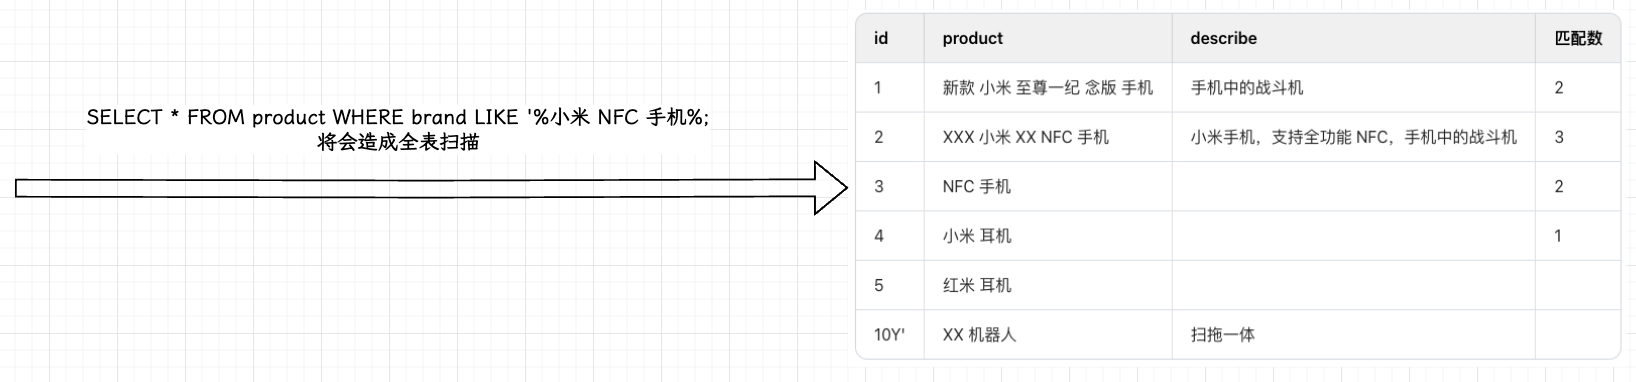 SELECT * FROM product WHERE brand LIKE '%小米 NFC 手机%;
将会造成全表扫描
id product describe 匹配数
1 新款 小米 至尊一纪 念版 手机 手机中的战斗机 2
2 XXX 小米 XX NFC 手机 小米手机，支持全功能 NFC，手机中的战斗机 3
3 NFC 手机 2
4 小米 耳机 1
5 红米 耳机
10Y' XX 机器人 扫拖一体